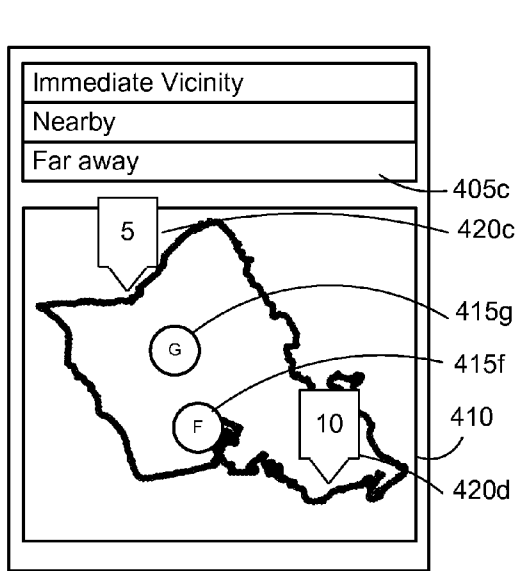 Immediate Vicinity
Nearby
Far away
405c
5
420c
G
415g
415f
F
10
410
420d